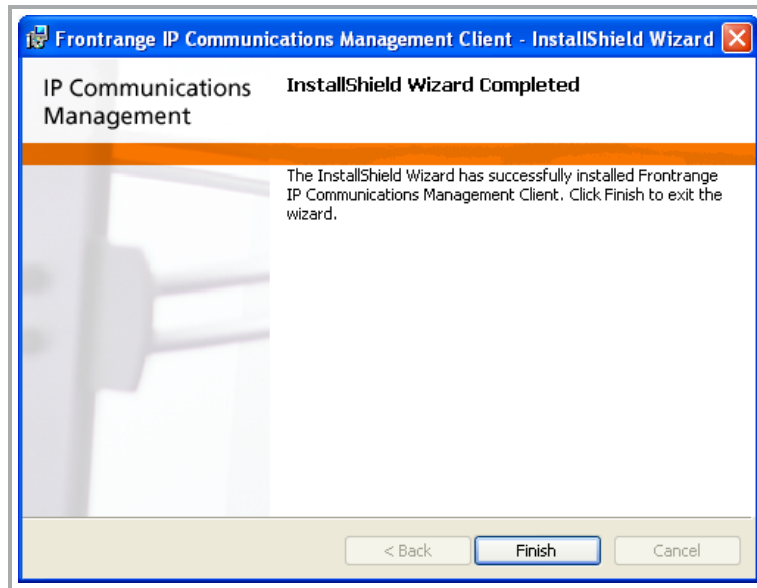 Frontrange IP Communications Management Client - InstallShield Wizard
IP Communications
Management
InstallShield Wizard Completed
The InstallShield Wizard has successfully installed Frontrange
IP Communications Management Client. Click Finish to exit the
wizard.
< Back Finish Cancel